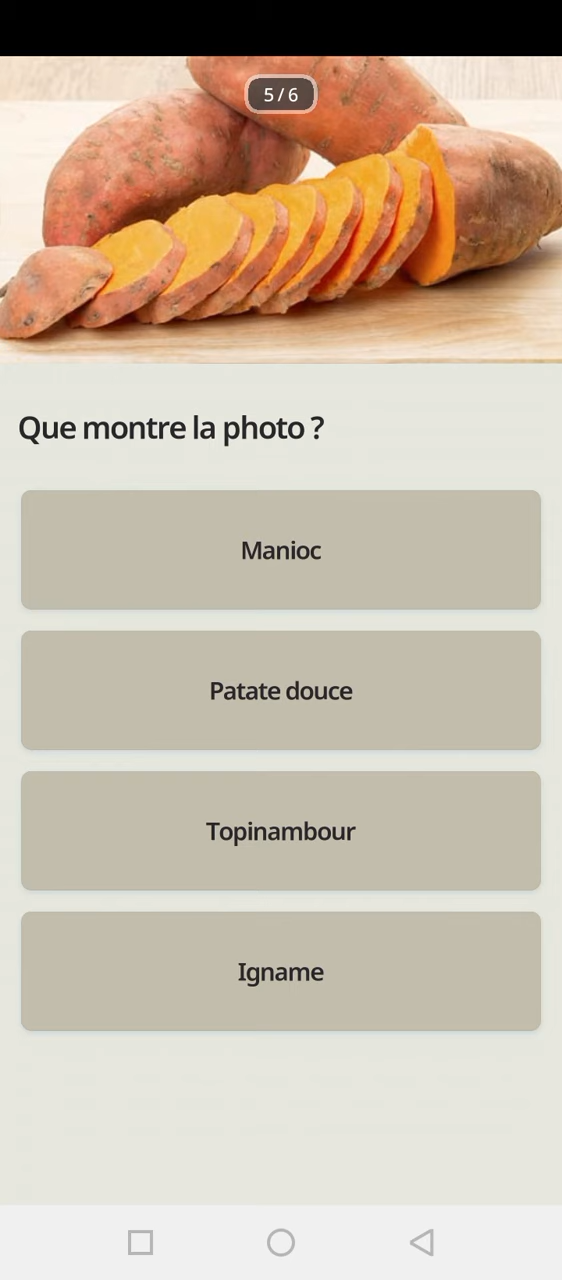 5/6
Que montre la photo ?
Manioc
Patate douce
Topinambour
Igname